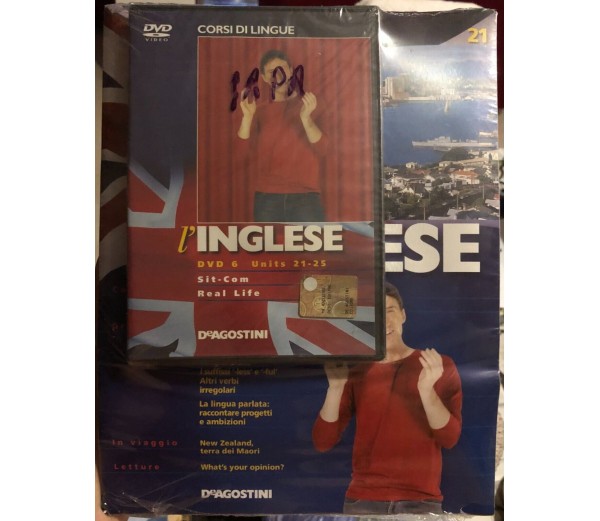 DVD
VIDEO
CORSI DI LINGUE
l'INGLESE
DVD 6 Units 21-25
Sit-Com
Real Life
DeAGOSTINI
21
ESE
Altri verbi
irregolari
La lingua parlata:
raccontare progetti
e ambizioni
In viaggio
New Zealand,
terra dei Maori
Letture
What's your opinion?
DeAGOSTINI